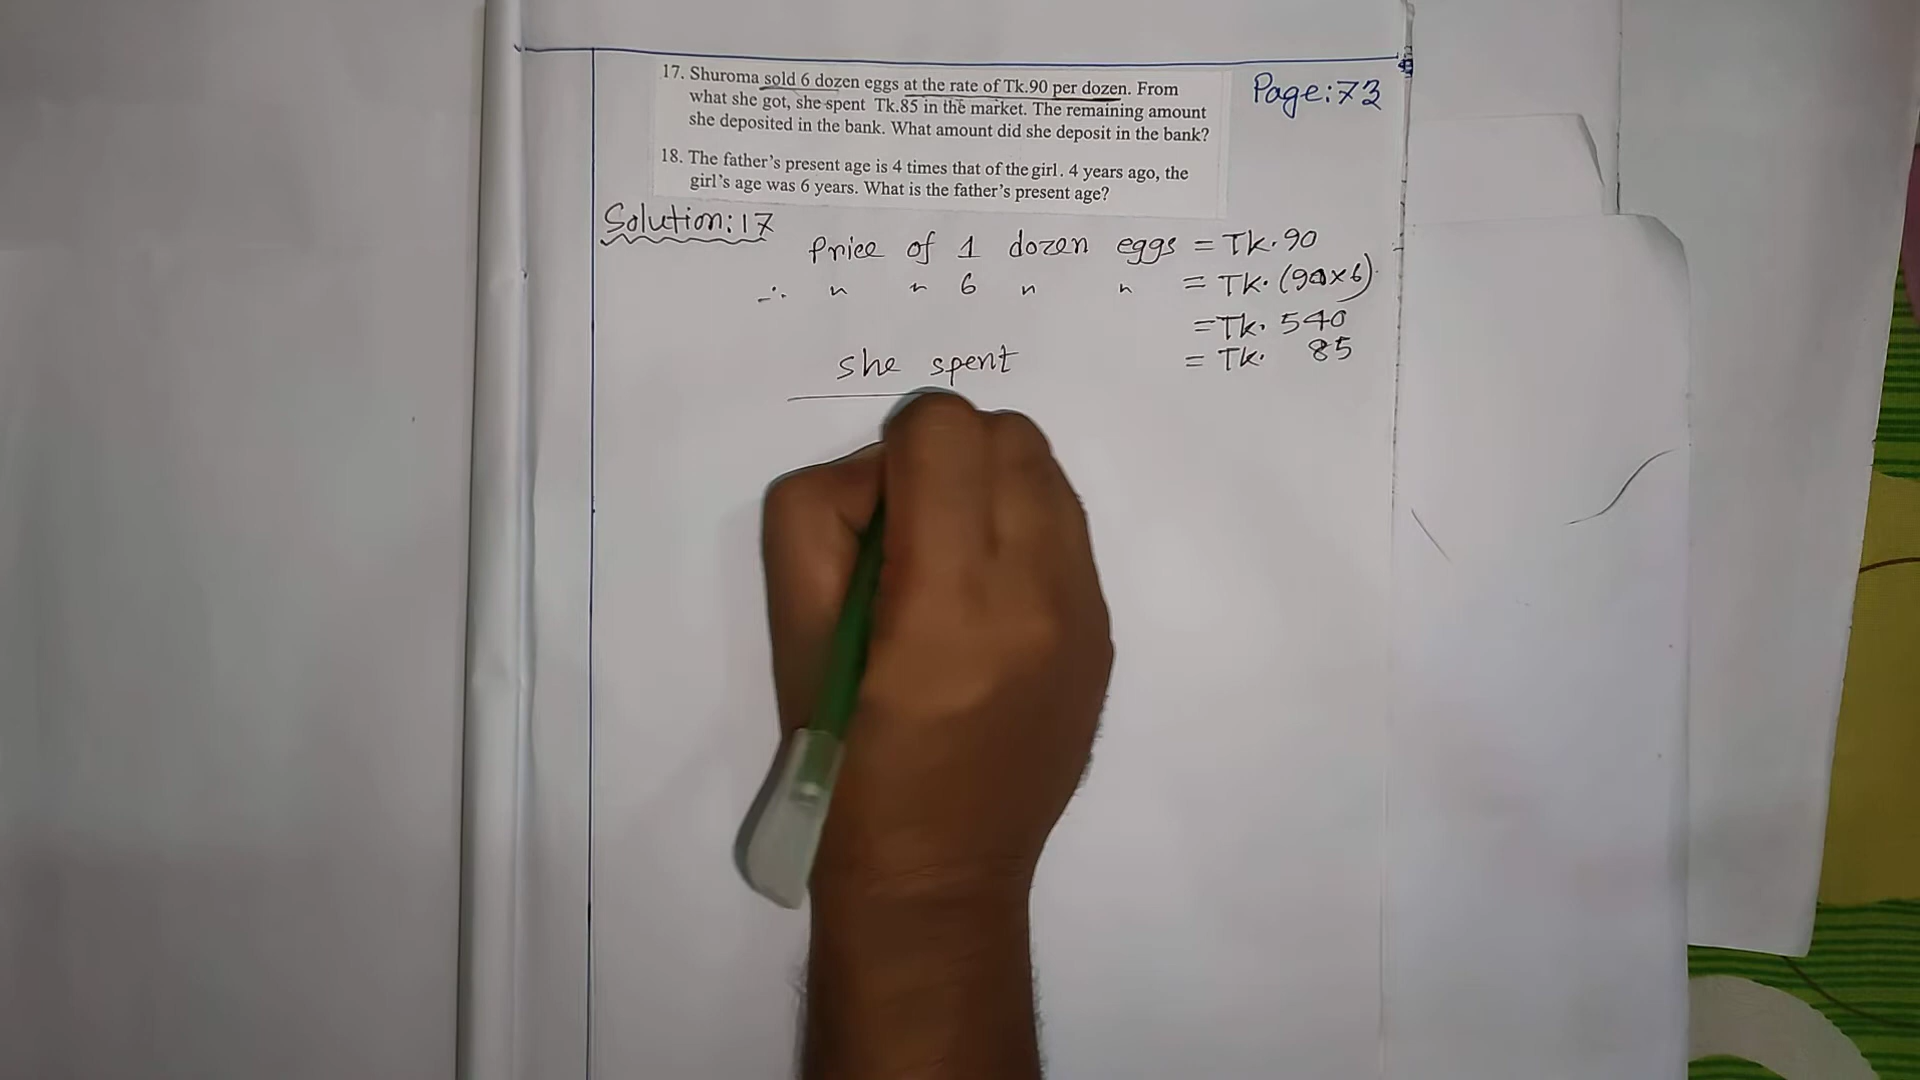 17. Shuroma sold 6 dozen eggs at the rate of Tk.90 per dozen. From
what she got, she spent Tk.85 in the market. The remaining amount
she deposited in the bank. What amount did she deposit in the bank?
18. The father's present age is 4 times that of the girl. 4 years ago, the
girl's age was 6 years. What is the father's present age?
Page:73
Solution:17
Price of 1 dozen eggs = Tk.90
∴ " " 6 " " = Tk. (90×6)
=Tk. 540
she spent = Tk. 85